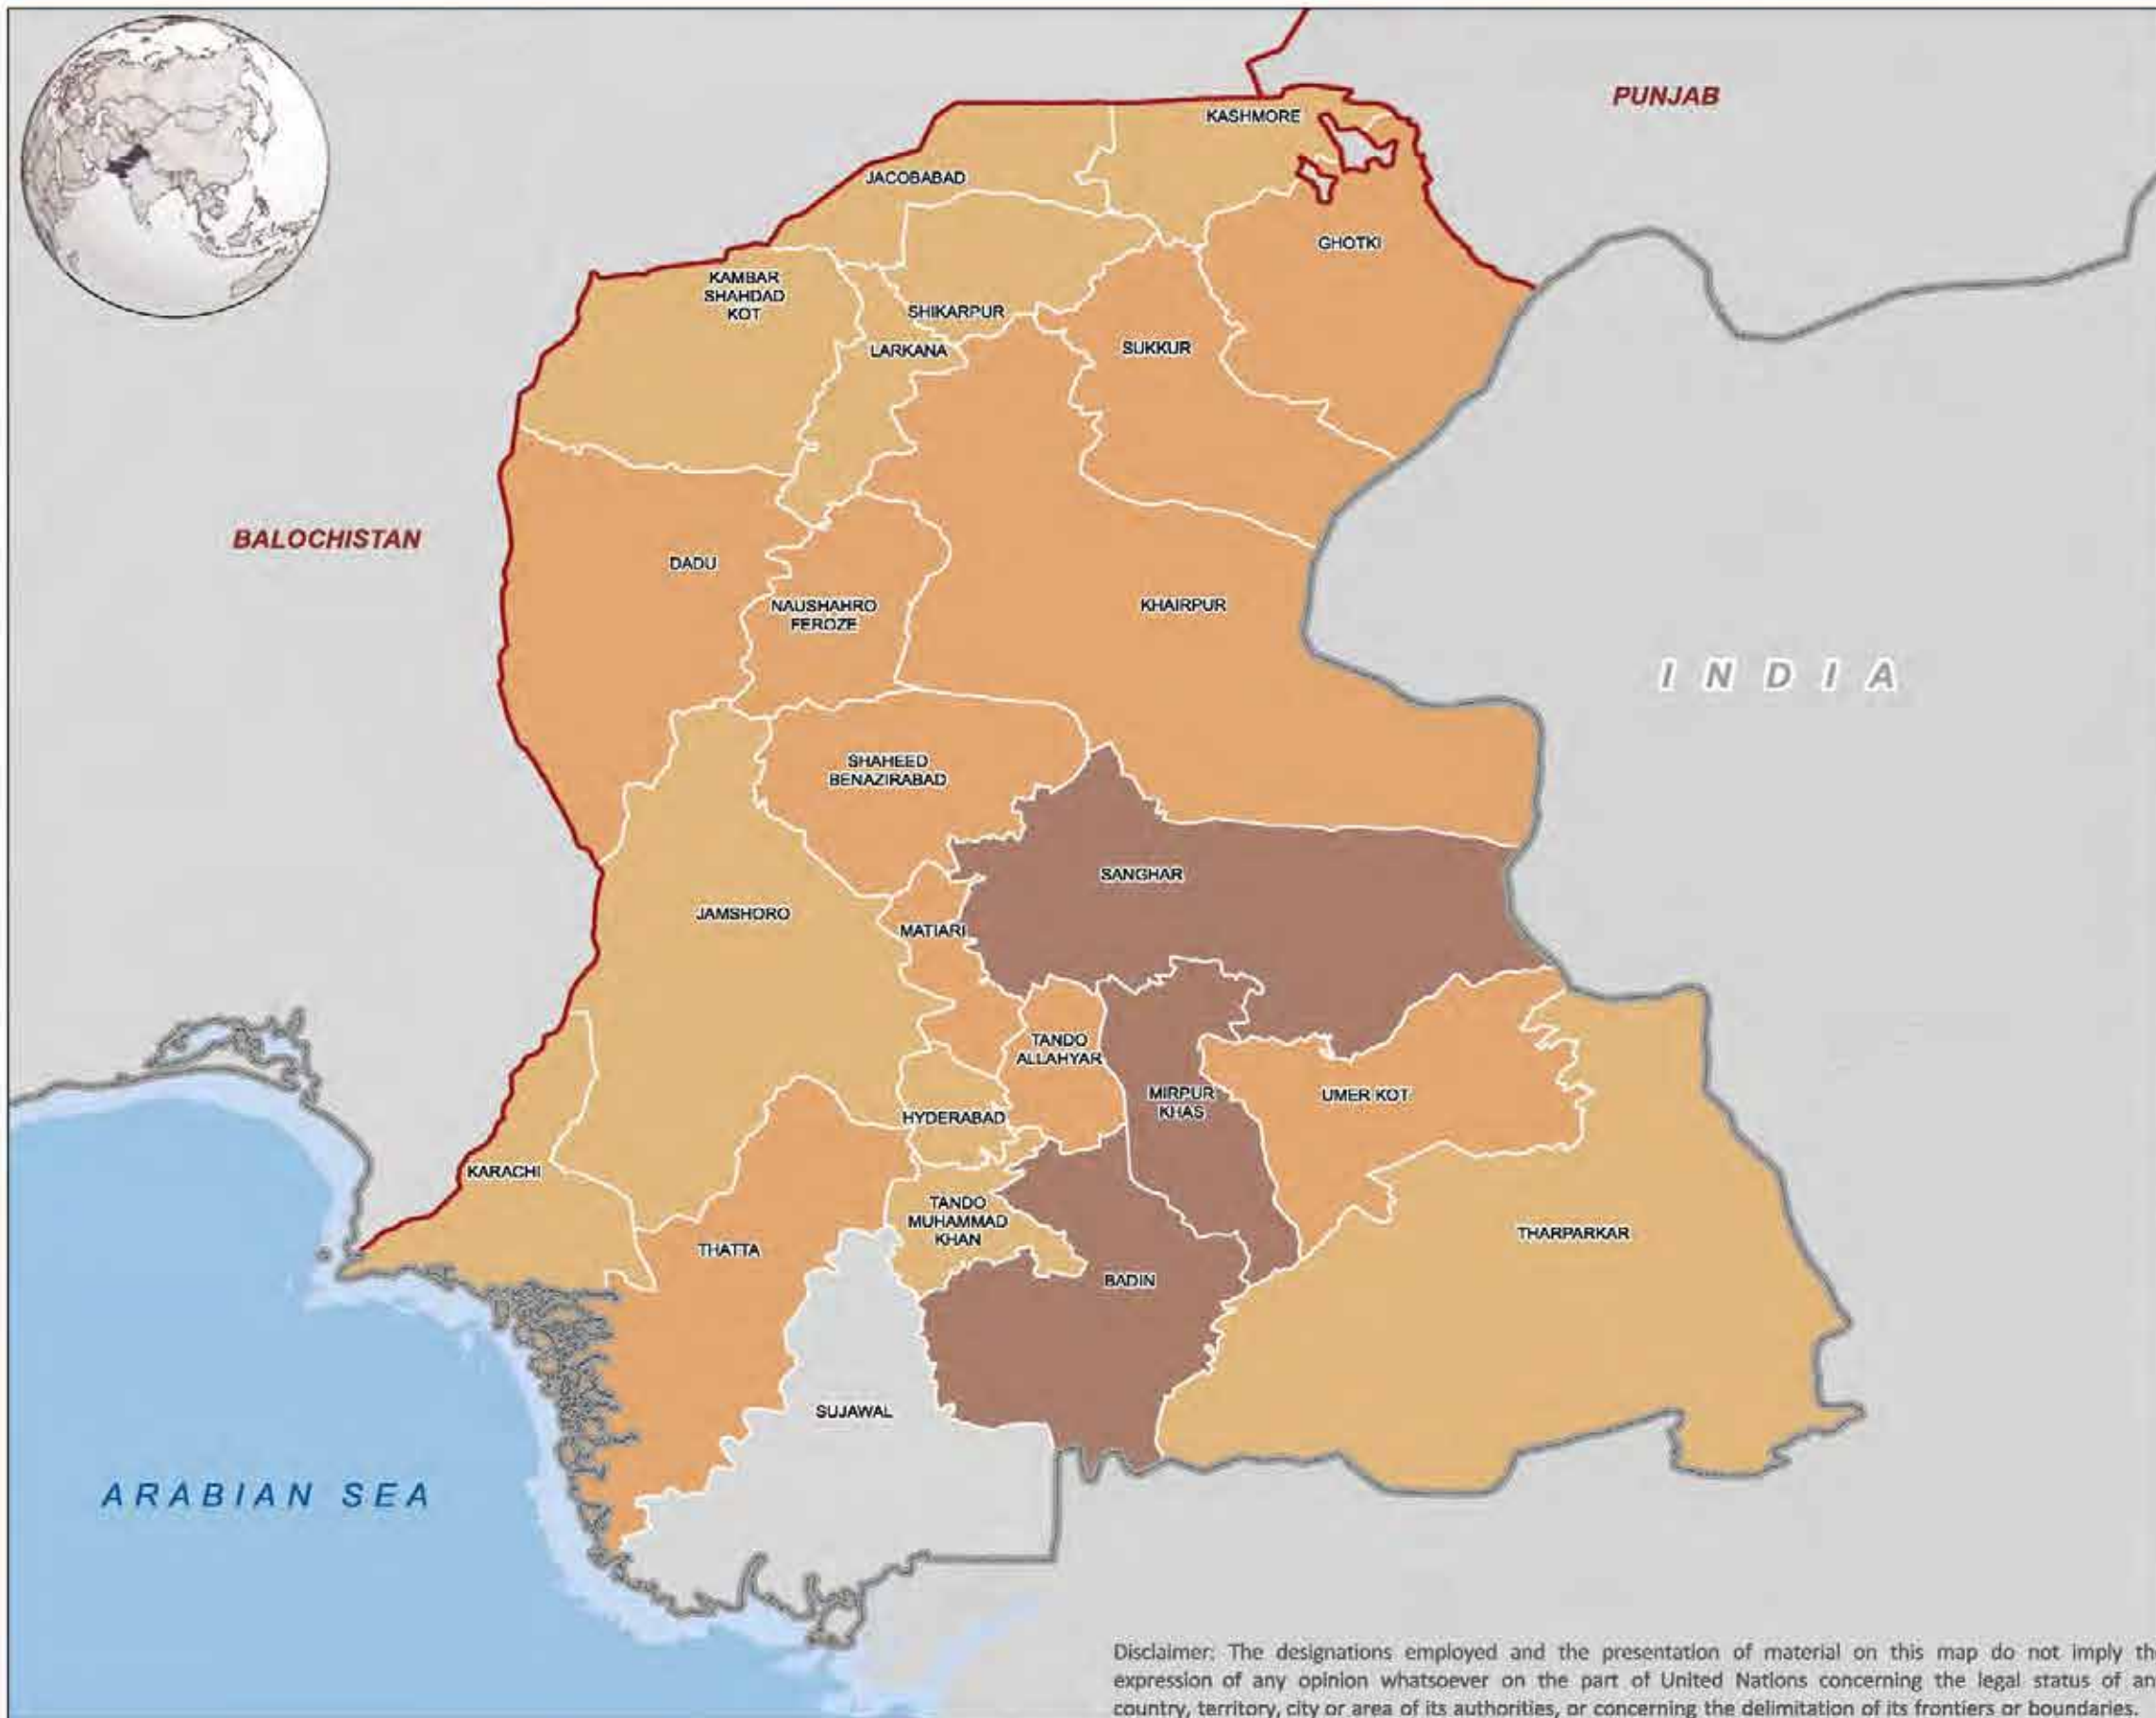 PUNJAB
KASHMORE
JACOBABAD
GHOTKI
KAMBAR
SHAHDAD
KOT
SHIKARPUR
LARKANA
SUKKUR
BALOCHISTAN
DADU
NAUSHAHRO
FEROZE
KHAIRPUR
INDIA
SHAHEED
BENAZIRABAD
SANGHAR
JAMSHORO
MATIARI
TANDO
ALLAHYAR
MIRPUR
KHAS
UMER KOT
HYDERABAD
KARACHI
TANDO
MUHAMMAD
KHAN
THATTA
THARPARKAR
BADIN
SUJAWAL
ARABIAN SEA
Disclaimer: The designations employed and the presentation of material on this map do not imply th
expression of any opinion whatsoever on the part of United Nations concerning the legal status of an
country, territory, city or area of its authorities, or concerning the delimitation of its frontiers or boundaries.